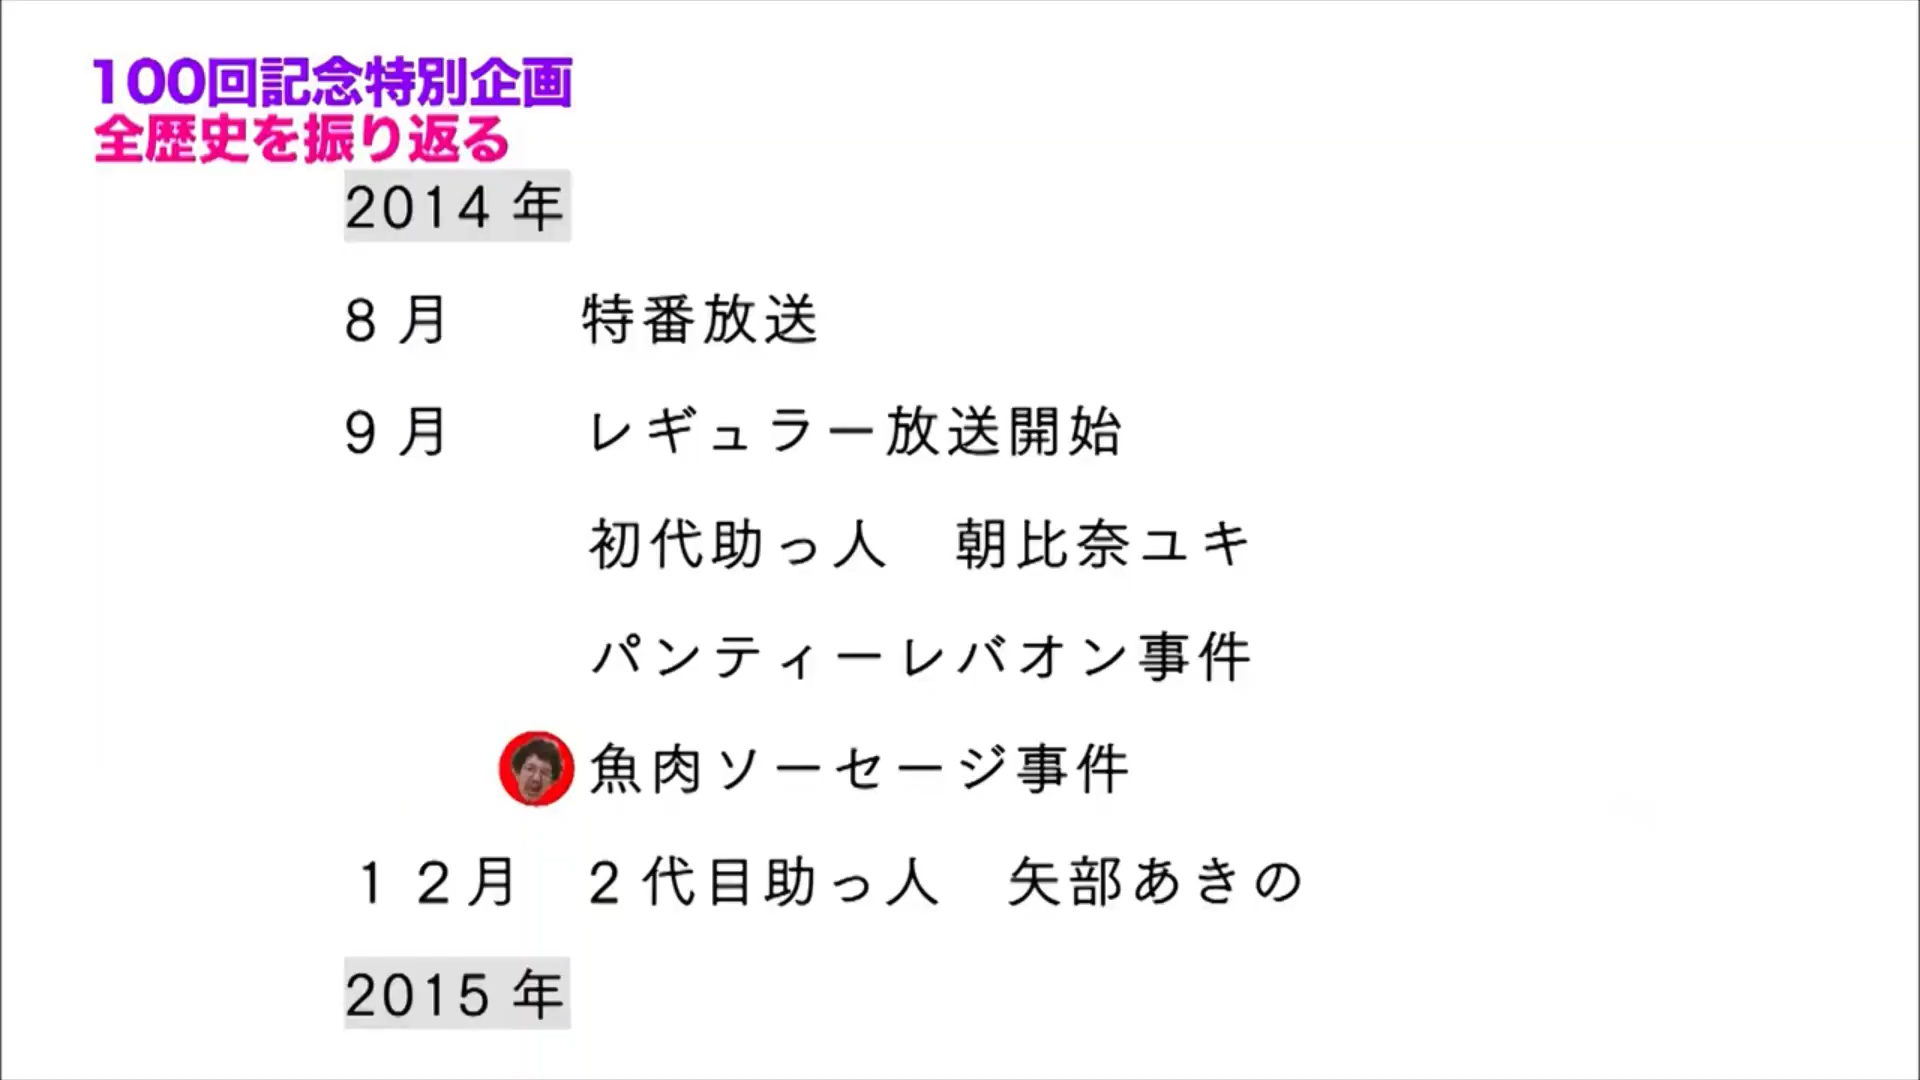 100回記念特別企画
全歴史を振り返る
2014年
8月　特番放送
9月　レギュラー放送開始
初代助っ人　朝比奈ユキ
パンティーレバオン事件
魚肉ソーセージ事件
１２月　2代目助っ人　矢部あきの
2015年